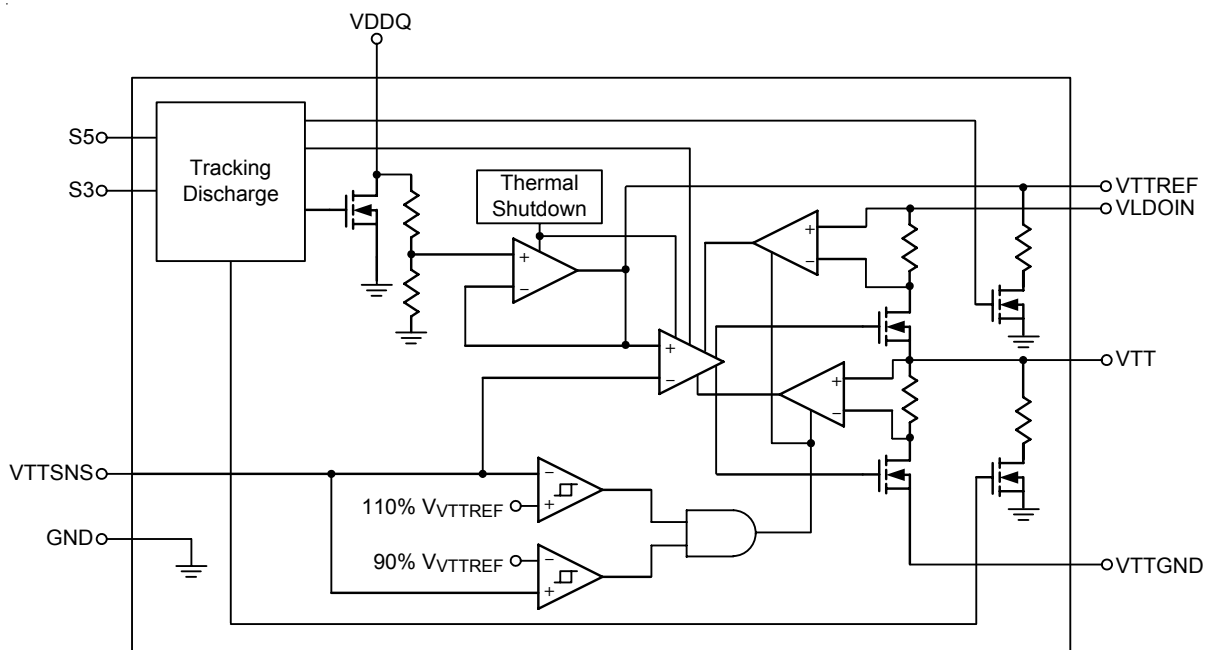 VDDQ
S5
S3
Tracking
Discharge
Thermal
Shutdown
VTTREF
VLDOIN
+
−
+
−
+
−
+
−
VTT
VTTSNS
−
+
110% VVTTREF
GND
90% VVTTREF
−
+
VTTGND